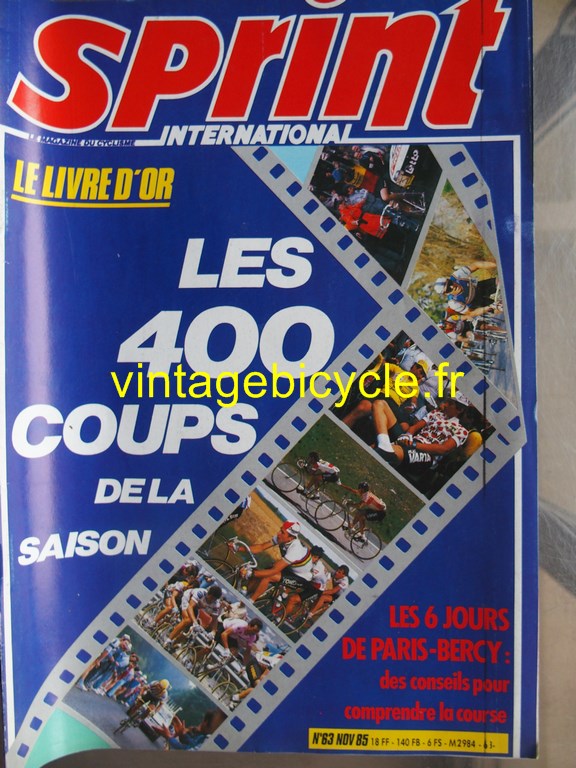 SPrINT
LE MAGAZINE DU CYCLISME
INTERNATIONAL
LE LIVRE D'OR
LES
400
vintagebicycle.fr
COUPS
DE LA
SAISON
MARTA
LES 6 JOURS
DE PARIS-BERCY :
des conseils pour
comprendre la course
N°63 NOV 85 18 FF - 140 FB - 6 FS - M 2984 -